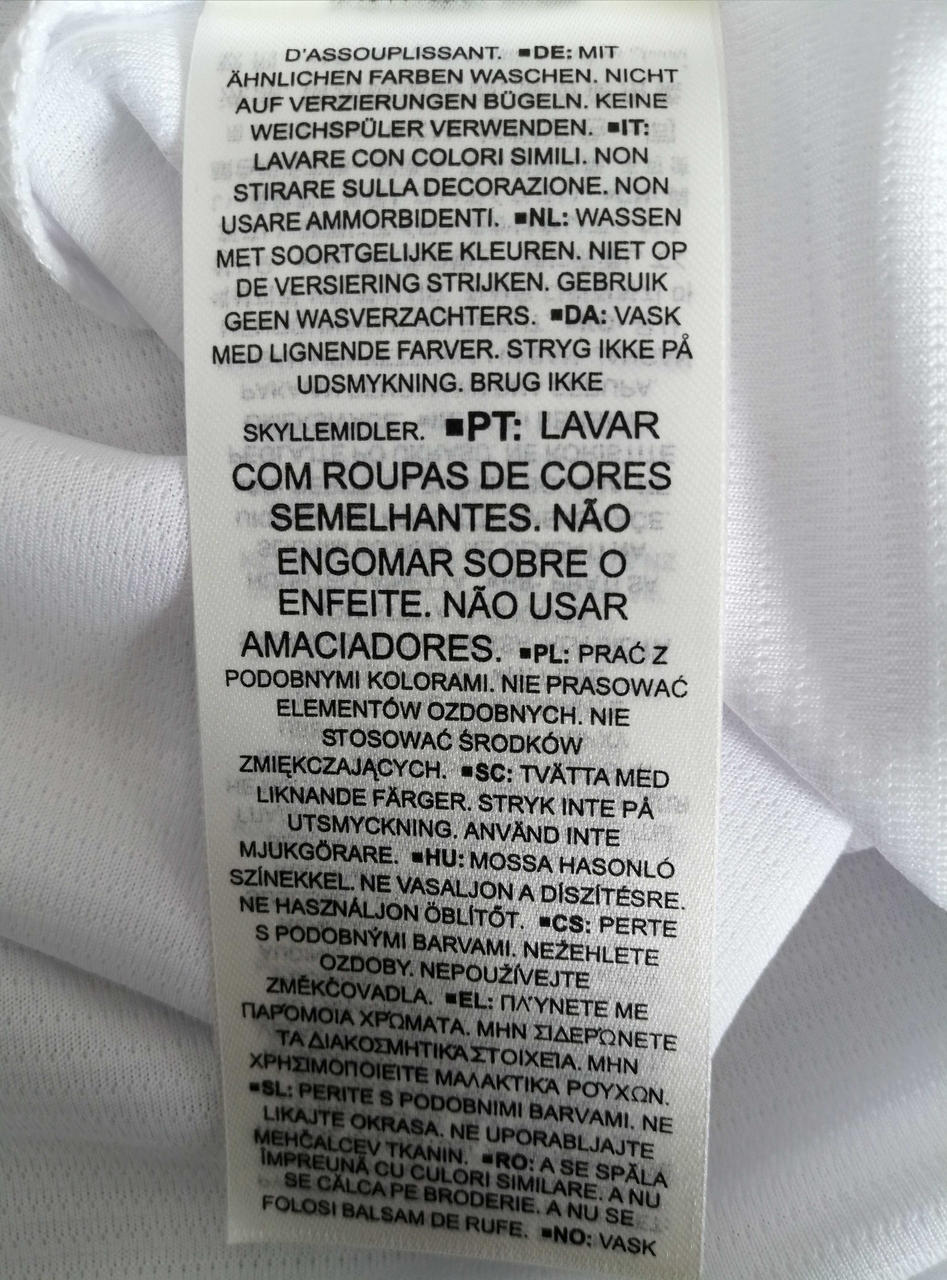 D'ASSOUPLISSANT. ■DE: MIT
ÄHNLICHEN FARBEN WASCHEN. NICHT
AUF VERZIERUNGEN BÜGELN. KEINE
WEICHSPÜLER VERWENDEN. ■IT:
LAVARE CON COLORI SIMILI. NON
STIRARE SULLA DECORAZIONE. NON
USARE AMMORBIDENTI. ■NL: WASSEN
MET SOORTGELIJKE KLEUREN. NIET OP
DE VERSIERING STRIJKEN. GEBRUIK
GEEN WASVERZACHTERS. ■DA: VASK
MED LIGNENDE FARVER. STRYG IKKE PÅ
UDSMYKNING. BRUG IKKE
SKYLLEMIDLER. ■PT: LAVAR
COM ROUPAS DE CORES
SEMELHANTES. NÃO
ENGOMAR SOBRE O
ENFEITE. NÃO USAR
AMACIADORES. ■PL: PRAĆ Z
PODOBNYMI KOLORAMI. NIE PRASOWAĆ
ELEMENTÓW OZDOBNYCH. NIE
STOSOWAĆ ŚRODKÓW
ZMIĘKCZAJĄCYCH. ■SC: TVÄTTA MED
LIKNANDE FÄRGER. STRYK INTE PÅ
UTSMYCKNING. ANVÄND INTE
MJUKGÖRARE. ■HU: MOSSA HASONLÓ
SZÍNEKKEL. NE VASALJON A DÍSZÍTÉSRE.
NE HASZNÁLJON ÖBLÍTŐT. ■CS: PERTE
S PODOBNÝMI BARVAMI. NEŽEHLETE
OZDOBY. NEPOUŽÍVEJTE
ZMĚKČOVADLA. ■EL: ΠΛΎΝΕΤΕ ΜΕ
ΠΑΡΌΜΟΙΑ ΧΡΏΜΑΤΑ. ΜΗΝ ΣΙΔΕΡΏΝΕΤΕ
ΤΑ ΔΙΑΚΟΣΜΗΤΙΚΆ ΣΤΟΙΧΕΊΑ. ΜΗΝ
ΧΡΗΣΙΜΟΠΟΙΕΊΤΕ ΜΑΛΑΚΤΙΚΆ ΡΟΎΧΩΝ.
■SL: PERITE S PODOBNIMI BARVAMI. NE
LIKAJTE OKRASA. NE UPORABLJAJTE
MEHČALCEV TKANIN. ■RO: A SE SPĂLA
ÎMPREUNĂ CU CULORI SIMILARE. A NU
SE CĂLCA PE BRODERIE. A NU SE
FOLOSI BALSAM DE RUFE. ■NO: VASK